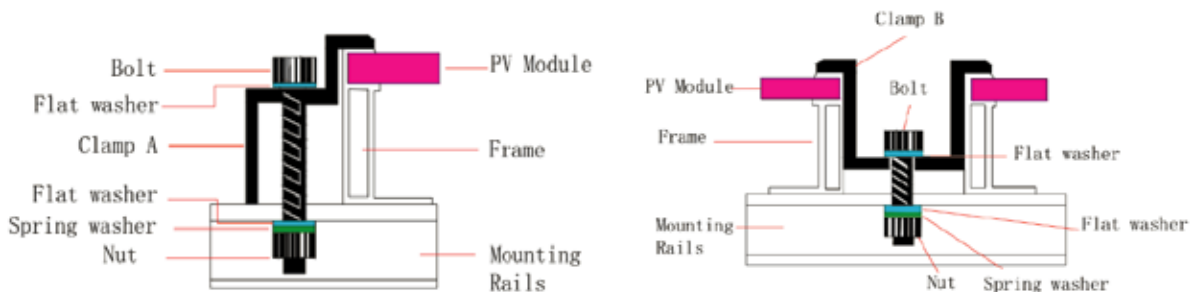 Bolt
Flat washer
Clamp A
Flat washer
Spring washer
Nut
PV Module
Frame
Mounting
Rails
Clamp B
PV Module
Bolt
Frame
Flat washer
Mounting
Rails
Flat washer
Nut
Spring washer